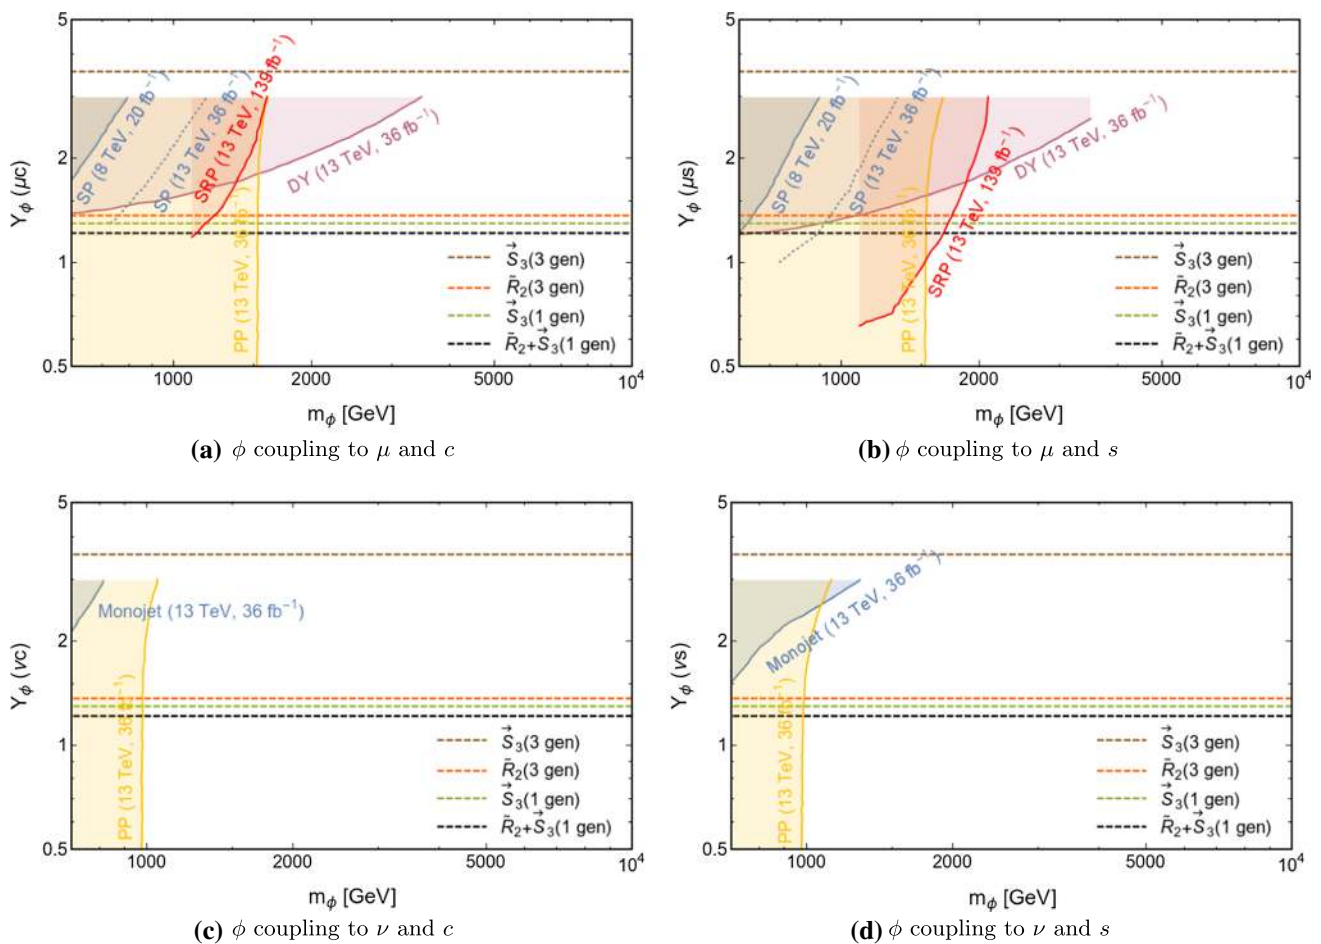 5
2
1
0.5
Y_ϕ (μc)
SP (8 TeV, 20 fb⁻¹)
SP (13 TeV, 36 fb⁻¹)
SRP (13 TeV, 139 fb⁻¹)
DY (13 TeV, 36 fb⁻¹)
PP (13 TeV, 36 fb⁻¹)
S⃗₃(3 gen)
R̃₂(3 gen)
S⃗₃(1 gen)
R̃₂+S⃗₃(1 gen)
1000 2000 5000 10⁴
m_ϕ [GeV]
(a) ϕ coupling to μ and c
5
2
1
0.5
Y_ϕ (μs)
SP (8 TeV, 20 fb⁻¹)
SP (13 TeV, 36 fb⁻¹)
SRP (13 TeV, 139 fb⁻¹)
DY (13 TeV, 36 fb⁻¹)
PP (13 TeV, 36 fb⁻¹)
S⃗₃(3 gen)
R̃₂(3 gen)
S⃗₃(1 gen)
R̃₂+S⃗₃(1 gen)
1000 2000 5000 10⁴
m_ϕ [GeV]
(b) ϕ coupling to μ and s
5
2
1
0.5
Y_ϕ (νc)
Monojet (13 TeV, 36 fb⁻¹)
PP (13 TeV, 36 fb⁻¹)
S⃗₃(3 gen)
R̃₂(3 gen)
S⃗₃(1 gen)
R̃₂+S⃗₃(1 gen)
1000 2000 5000 10⁴
m_ϕ [GeV]
(c) ϕ coupling to ν and c
5
2
1
0.5
Y_ϕ (νs)
Monojet (13 TeV, 36 fb⁻¹)
PP (13 TeV, 36 fb⁻¹)
S⃗₃(3 gen)
R̃₂(3 gen)
S⃗₃(1 gen)
R̃₂+S⃗₃(1 gen)
1000 2000 5000 10⁴
m_ϕ [GeV]
(d) ϕ coupling to ν and s